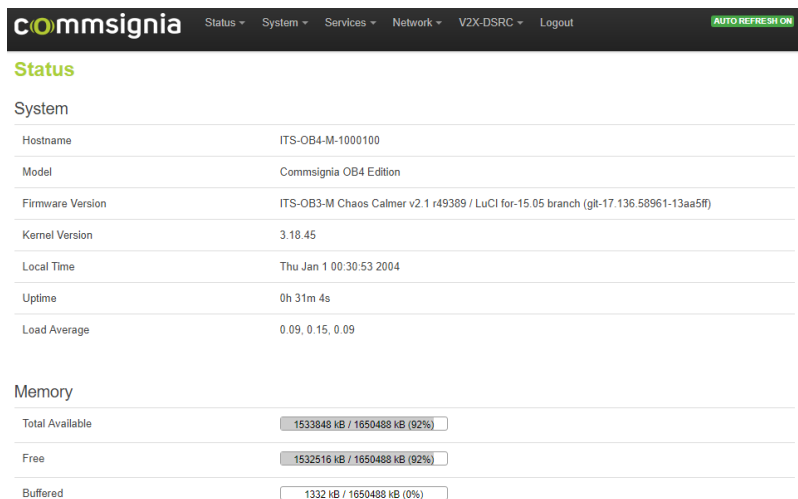 commsignia Status System Services Network V2X-DSRC Logout AUTO REFRESH ON
Status
System
Hostname ITS-OB4-M-1000100
Model Commsignia OB4 Edition
Firmware Version ITS-OB3-M Chaos Calmer v2.1 r49389 / LuCI for-15.05 branch (git-17.136.58961-13aa5ff)
Kernel Version 3.18.45
Local Time Thu Jan 1 00:30:53 2004
Uptime 0h 31m 4s
Load Average 0.09, 0.15, 0.09
Memory
Total Available 1533848 kB / 1650488 kB (92%)
Free 1532516 kB / 1650488 kB (92%)
Buffered 1332 kB / 1650488 kB (0%)